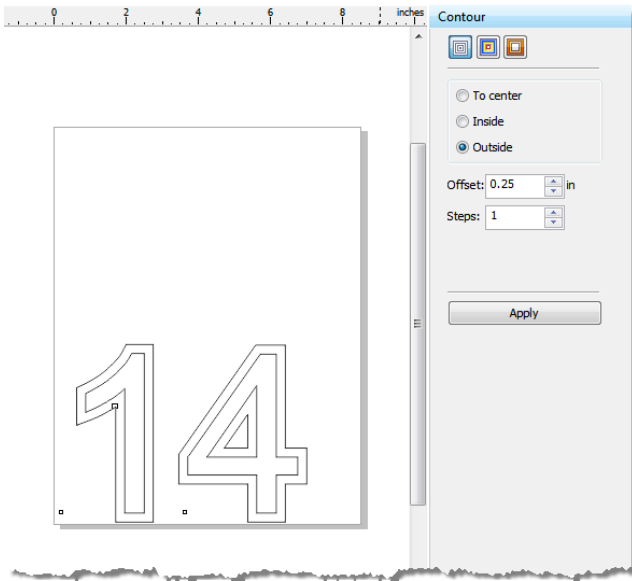 0 2 4 6 8 inches
Contour
To center
Inside
Outside
Offset: 0.25 in
Steps: 1
Apply
14